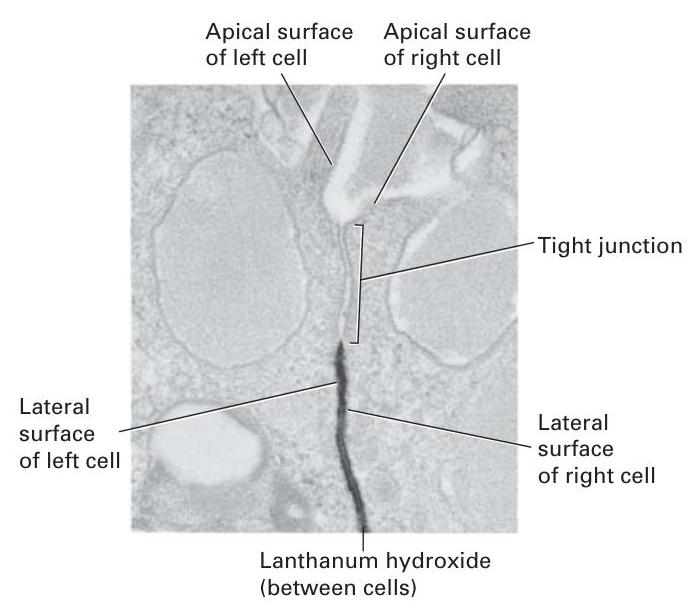 Apical surface
of left cell
Apical surface
of right cell
Tight junction
Lateral
surface
of left cell
Lateral
surface
of right cell
Lanthanum hydroxide
(between cells)